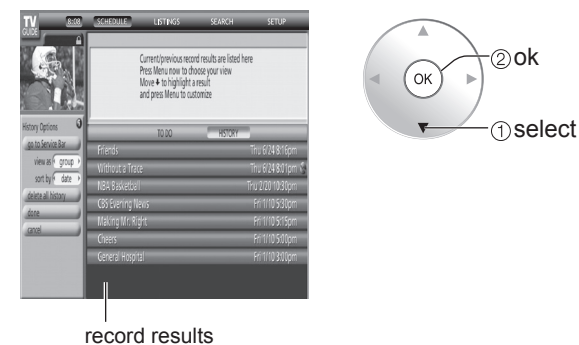 TV GUIDE 8:08 SCHEDULE LISTINGS SEARCH SETUP
Current/previous record results are listed here
Press Menu now to choose your view
Move to highlight a result
and press Menu to customize
History Options
go to Service Bar
view as group
sort by date
delete all history
done
cancel
TO DO HISTORY
Friends Thu 6/24 8:16pm
Without a Trace Thu 6/24 8:01pm
NBA Basketball Thu 2/20 10:30pm
CBS Evening News Fri 1/10 5:30pm
Making Mr. Right Fri 1/10 5:15pm
Cheers Fri 1/10 5:00pm
General Hospital Fri 1/10 3:00pm
record results
OK
② ok
① select